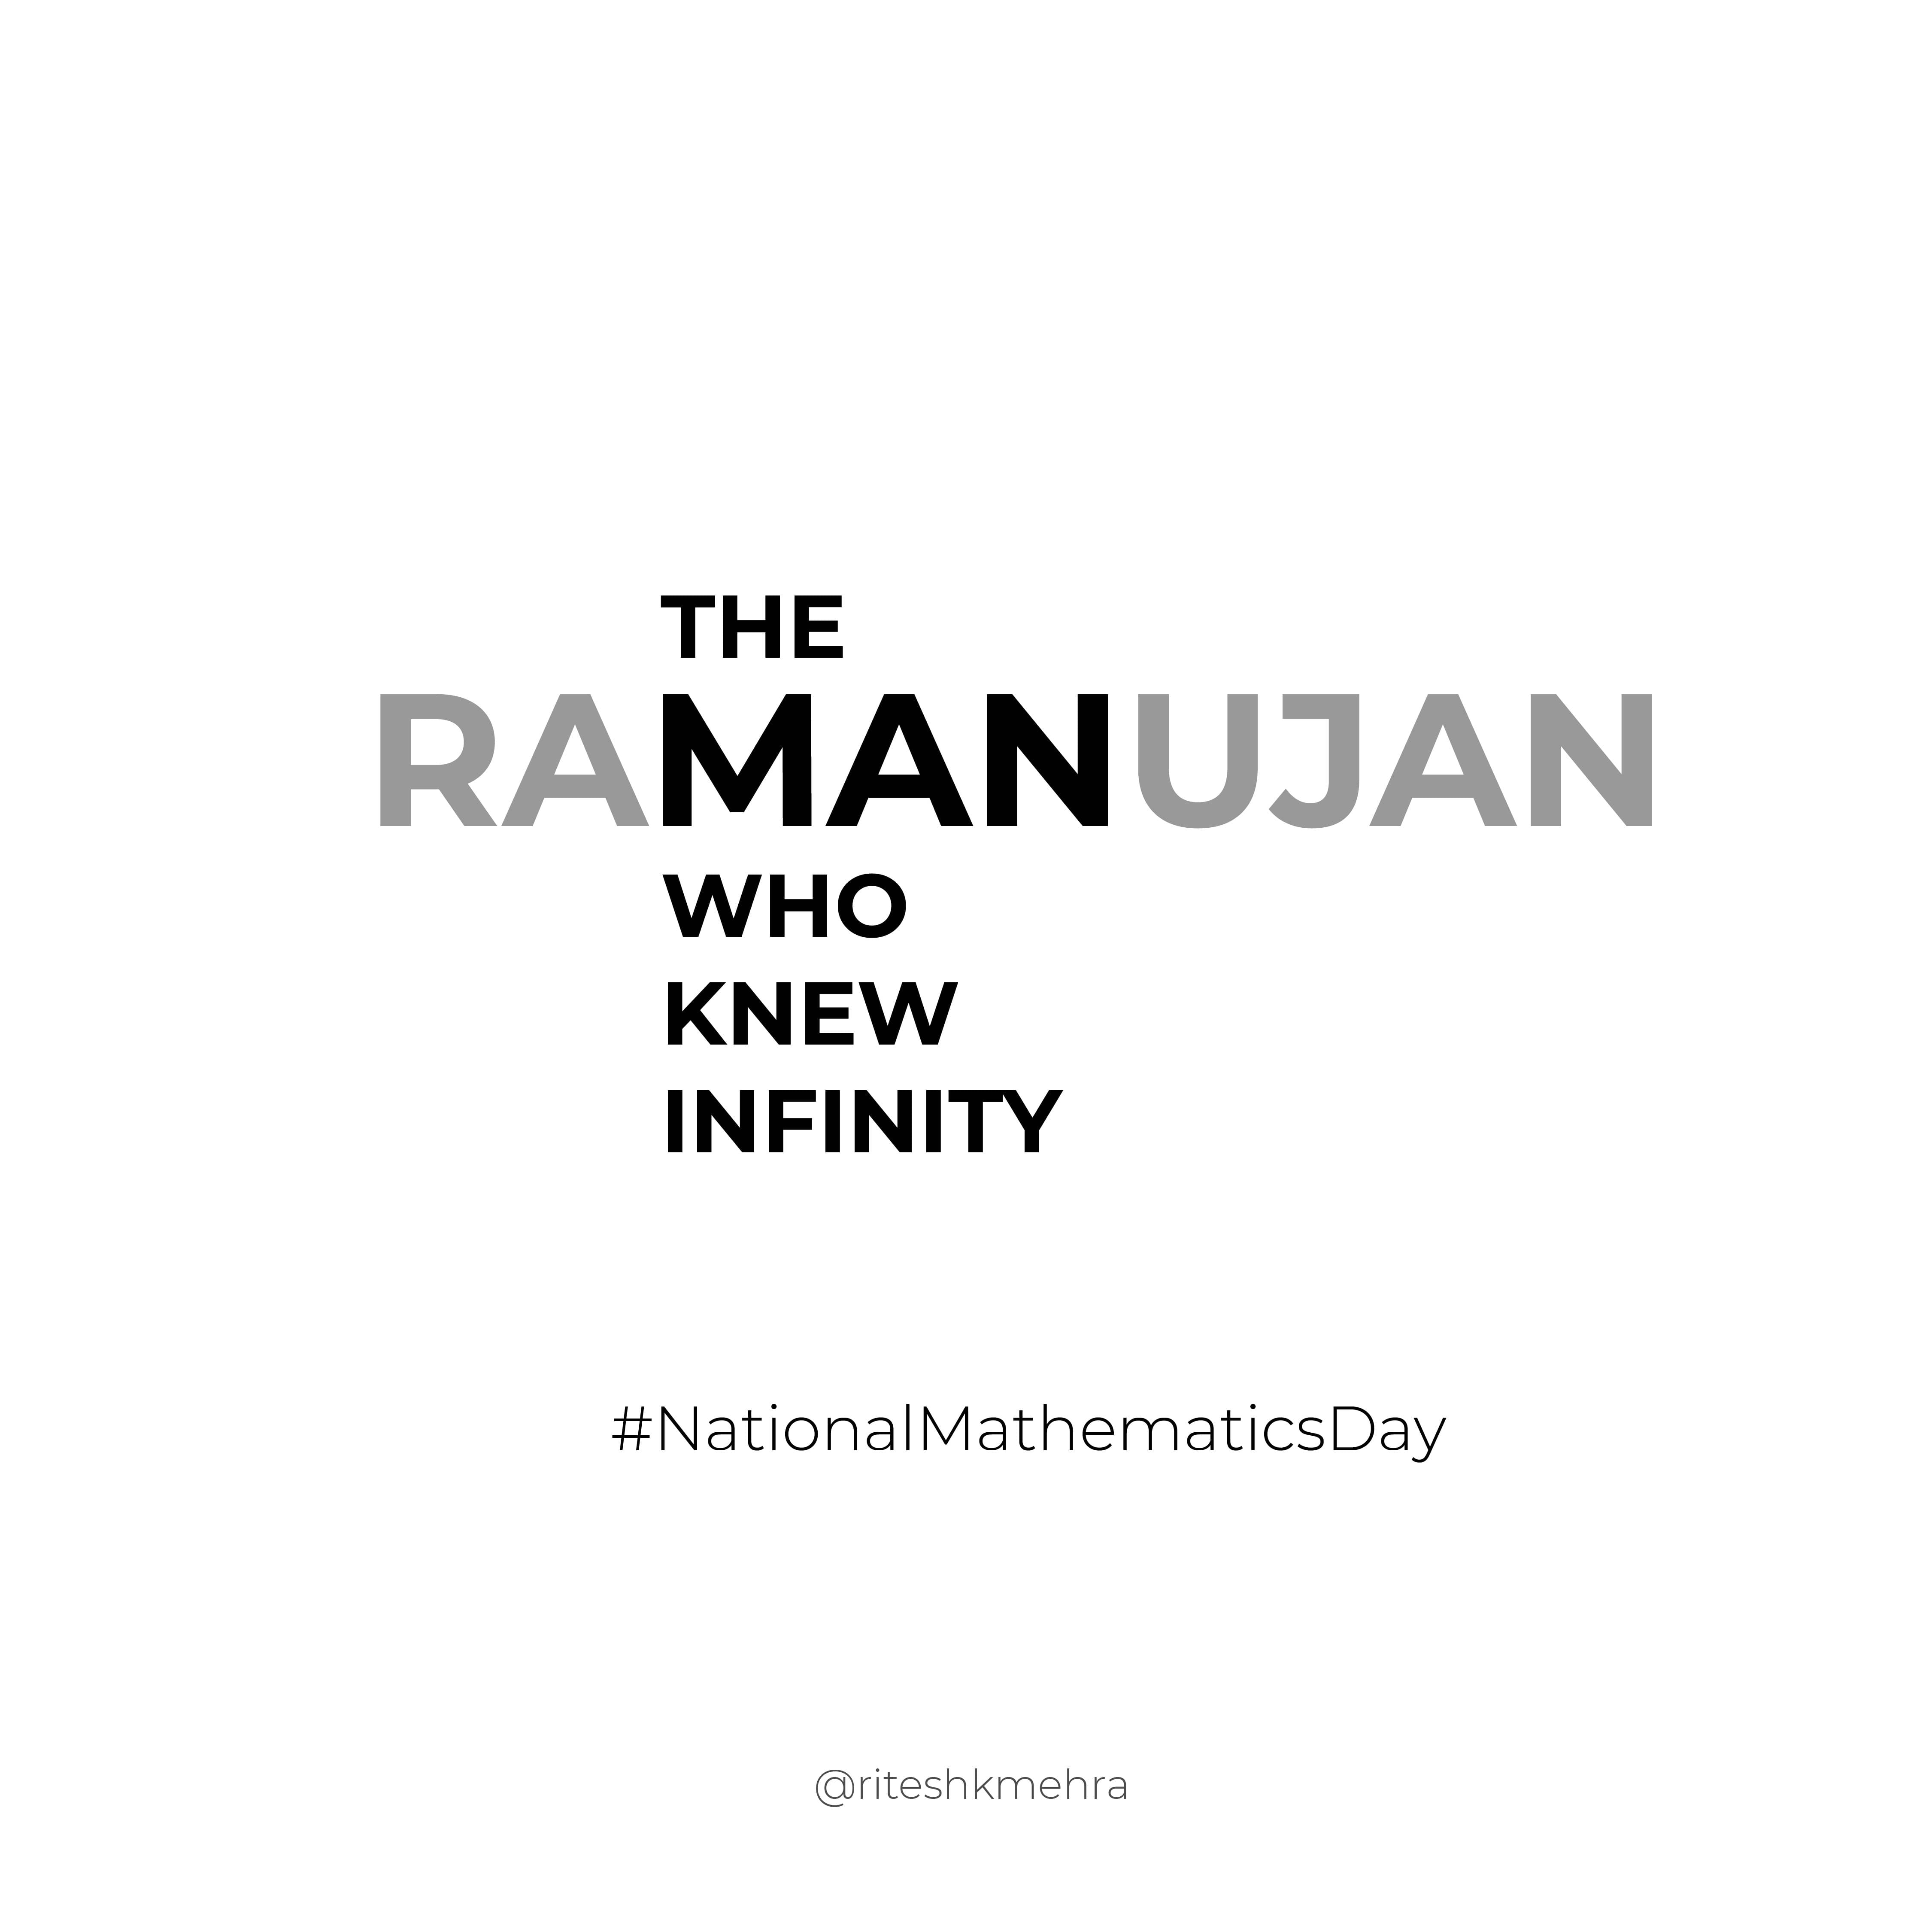 THE
RAMANUJAN
WHO
KNEW
INFINITY
#NationalMathematicsDay
@riteshkmehra